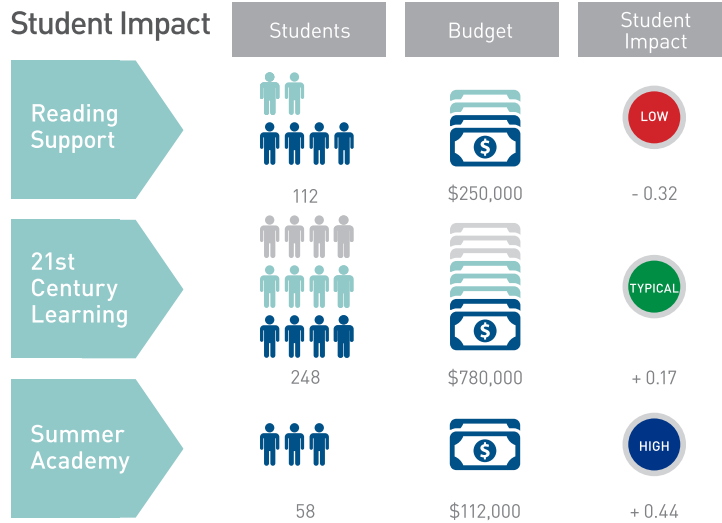 Student Impact
Students
Budget
Student
Impact
Reading
Support
$
LOW
112
$250,000
- 0.32
21st
Century
Learning
$
TYPICAL
248
$780,000
+ 0.17
Summer
Academy
$
HIGH
58
$112,000
+ 0.44